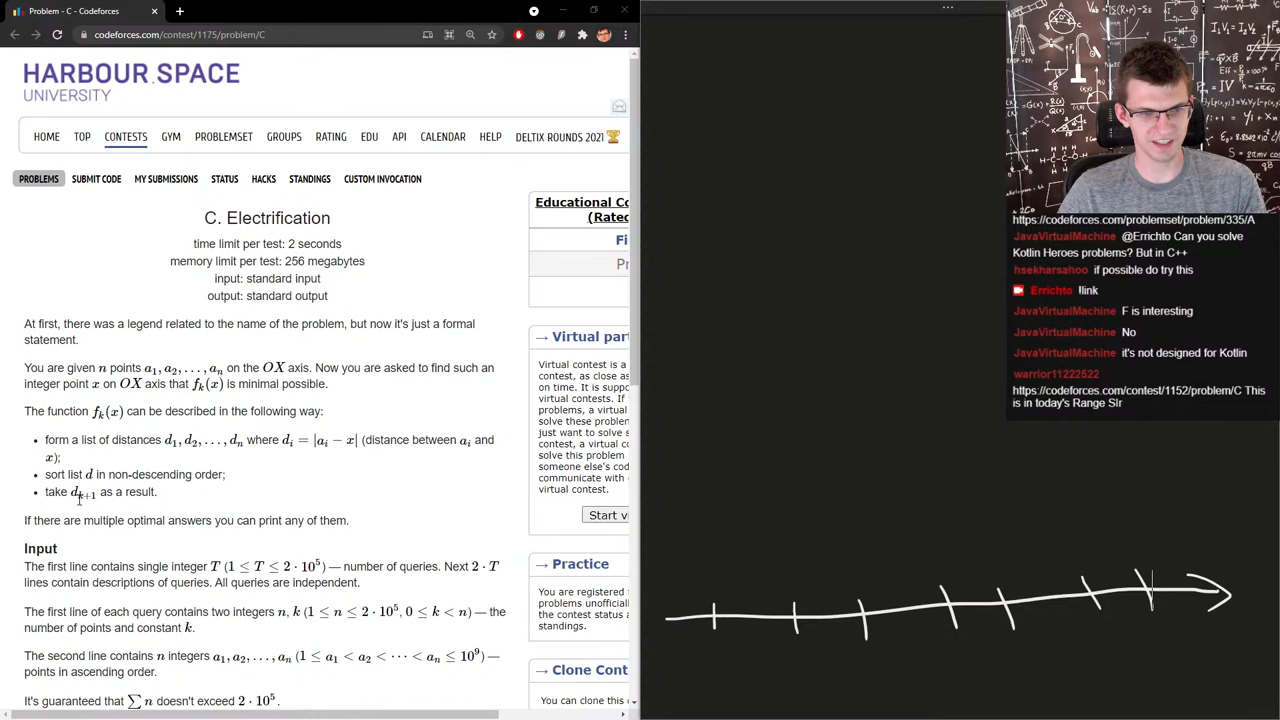 Problem - C - Codeforces
codeforces.com/contest/1175/problem/C
HARBOUR.SPACE
UNIVERSITY
HOME TOP CONTESTS GYM PROBLEMSET GROUPS RATING EDU API CALENDAR HELP DELTIX ROUNDS 2021
PROBLEMS SUBMIT CODE MY SUBMISSIONS STATUS HACKS STANDINGS CUSTOM INVOCATION
C. Electrification
time limit per test: 2 seconds
memory limit per test: 256 megabytes
input: standard input
output: standard output
At first, there was a legend related to the name of the problem, but now it's just a formal
statement.
You are given n points a1, a2, . . . , an on the OX axis. Now you are asked to find such an
integer point x on OX axis that fk(x) is minimal possible.
The function fk(x) can be described in the following way:
• form a list of distances d1, d2, . . . , dn where di = |ai − x| (distance between ai and
x);
• sort list d in non-descending order;
• take dk+1 as a result.
If there are multiple optimal answers you can print any of them.
Input
The first line contains single integer T (1 ≤ T ≤ 2 · 10^5) — number of queries. Next 2 · T
lines contain descriptions of queries. All queries are independent.
The first line of each query contains two integers n, k (1 ≤ n ≤ 2 · 10^5, 0 ≤ k < n) — the
number of points and constant k.
The second line contains n integers a1, a2, . . . , an (1 ≤ a1 < a2 < · · · < an ≤ 10^9) —
points in ascending order.
It's guaranteed that ∑ n doesn't exceed 2 · 10^5.
Educational Co
(Rated
Fi
Pr
→ Virtual part
Virtual contest is a
contest, as close as
on time. It is suppo
virtual contests. If
problems, a virtual
solve these problem
just want to solve s
contest, a virtual co
solve this problem
someone else's cod
communicate with
virtual contest.
Start vi
→ Practice
You are registered f
problems unofficiall
the contest status a
standings.
→ Clone Cont
You can clone this c
https://codeforces.com/problemset/problem/335/A
JavaVirtualMachine @Errichto Can you solve
Kotlin Heroes problems? But in C++
hsekharsahoo if possible do try this
Errichto !link
JavaVirtualMachine F is interesting
JavaVirtualMachine No
JavaVirtualMachine it's not designed for Kotlin
warrior11222522
https://codeforces.com/contest/1152/problem/C This
is in today's Range SIr